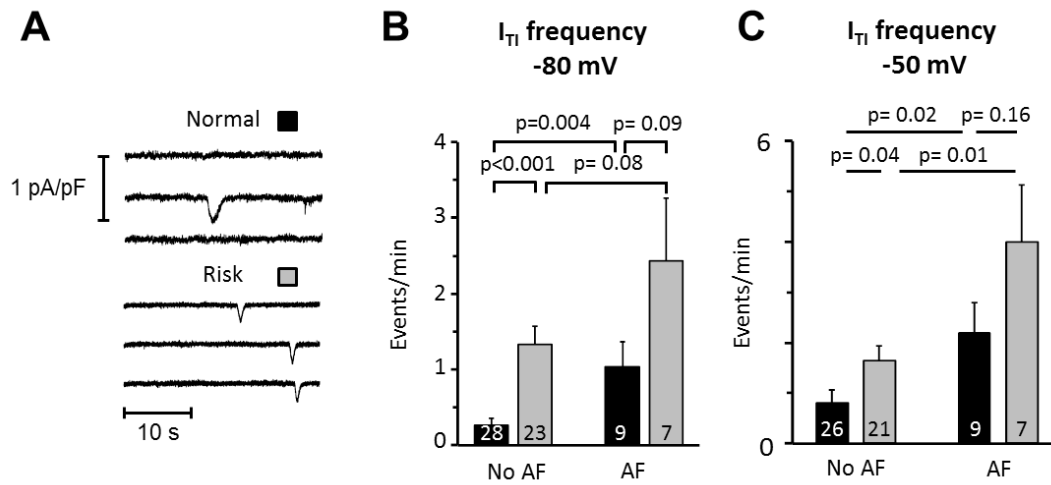 A
Normal
1 pA/pF
Risk
10 s
B
I_TI frequency
-80 mV
p=0.004 p= 0.09
p<0.001 p= 0.08
Events/min
4
3
2
1
0
28 23 9 7
No AF AF
C
I_TI frequency
-50 mV
p= 0.02 p= 0.16
p= 0.04 p= 0.01
Events/min
6
0
26 21 9 7
No AF AF